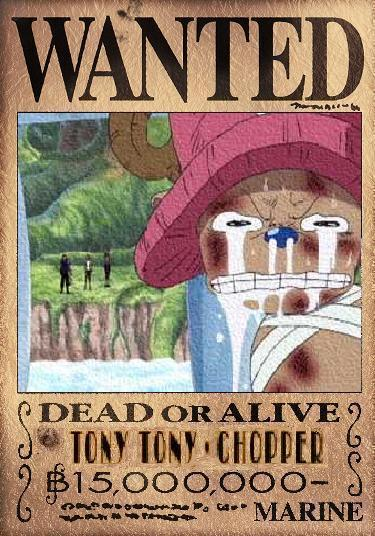 WANTED
DEAD OR ALIVE
TONY TONY • CHOPPER
฿15,000,000-
MARINE